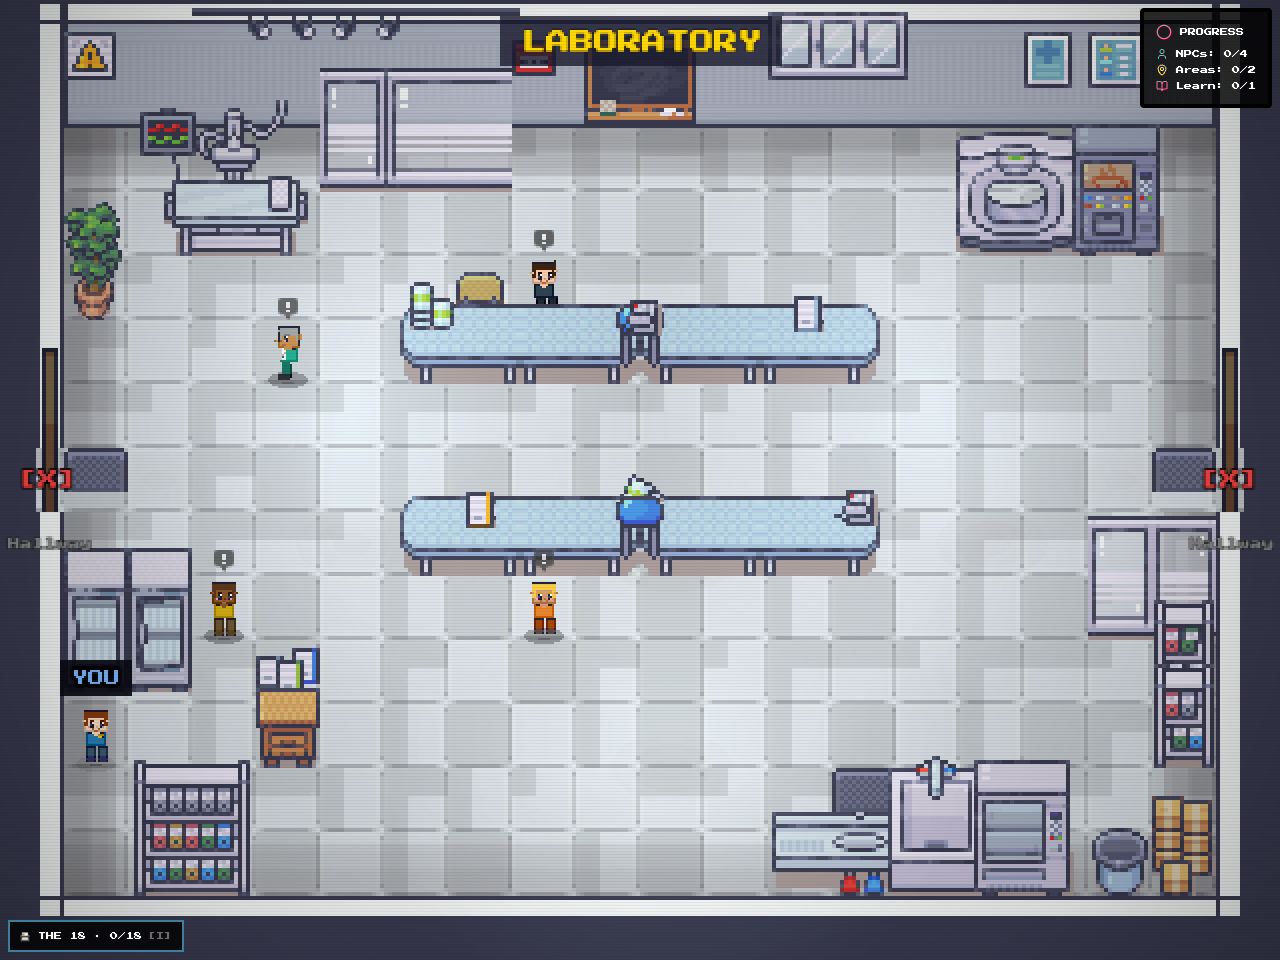 LABORATORY
PROGRESS
NPCs: 0/4
Areas: 0/2
Learn: 0/1
[X]
[X]
Hallway
Hallway
YOU
THE 18 · 0/18 [I]